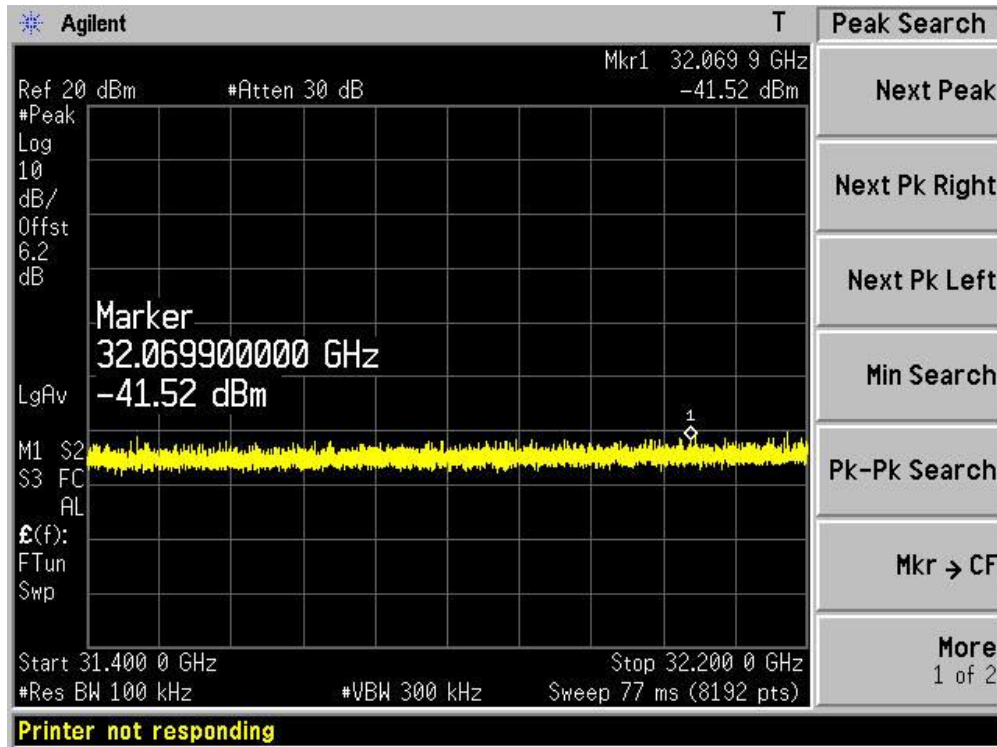 Agilent
T
Peak Search
Mkr1 32.069 9 GHz
Ref 20 dBm #Atten 30 dB -41.52 dBm
#Peak
Log
10
dB/
Offst
6.2
dB
Marker
32.069900000 GHz
-41.52 dBm
LgAv
1
M1 S2
S3 FC
AL
£(f):
FTun
Swp
Start 31.400 0 GHz Stop 32.200 0 GHz
#Res BW 100 kHz #VBW 300 kHz Sweep 77 ms (8192 pts)
Printer not responding
Next Peak
Next Pk Right
Next Pk Left
Min Search
Pk-Pk Search
Mkr → CF
More
1 of 2